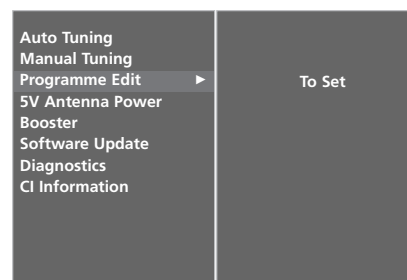 Auto Tuning
Manual Tuning
Programme Edit ►
To Set
5V Antenna Power
Booster
Software Update
Diagnostics
CI Information